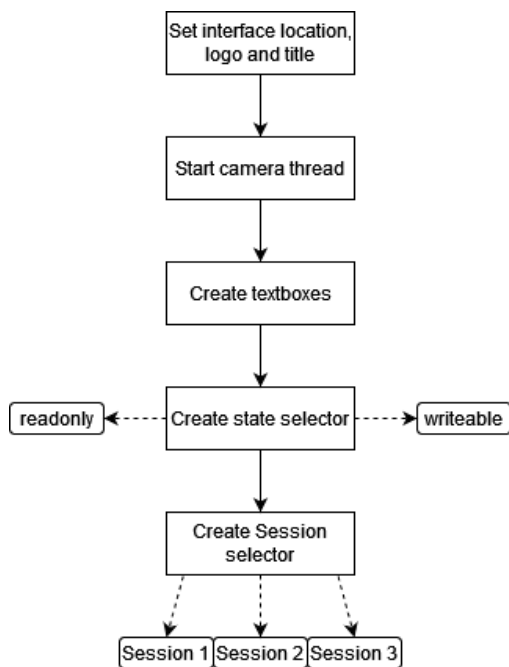 Set interface location,
logo and title
Start camera thread
Create textboxes
readonly
Create state selector
writeable
Create Session
selector
Session 1
Session 2
Session 3